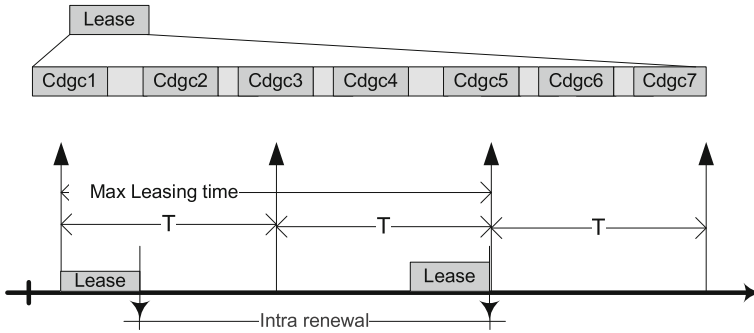 Lease
Cdgc1 Cdgc2 Cdgc3 Cdgc4 Cdgc5 Cdgc6 Cdgc7
Max Leasing time
T T T
Lease Lease
Intra renewal